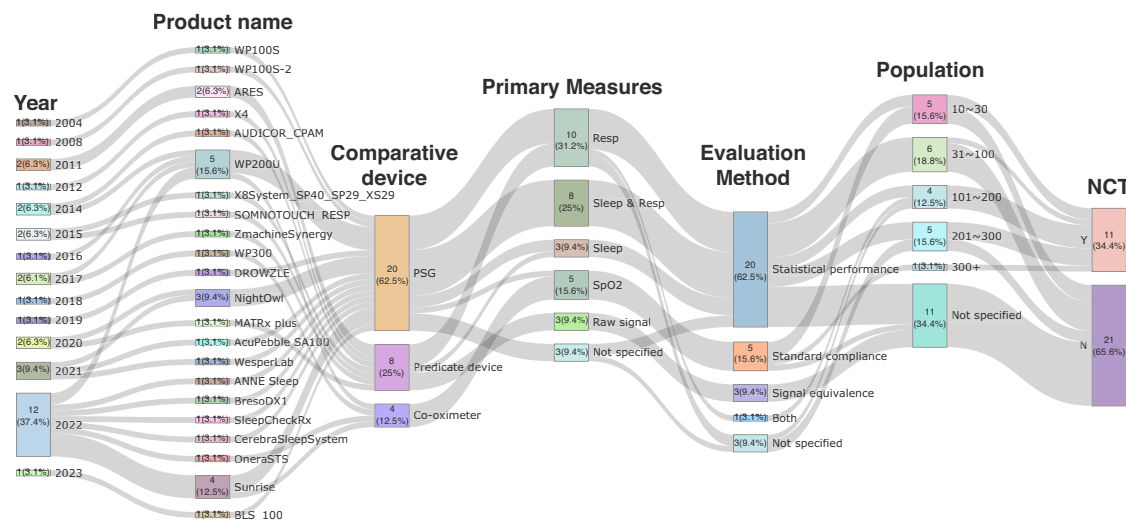 Product name
Primary Measures
Population
Year
Comparative
device
Evaluation
Method
NCT
1(3.1%) 2004
1(3.1%) 2008
2(6.3%) 2011
1(3.1%) 2012
2(6.3%) 2014
2(6.3%) 2015
1(3.1%) 2016
2(6.1%) 2017
1(3.1%) 2018
1(3.1%) 2019
2(6.3%) 2020
3(9.4%) 2021
12
(37.4%)
2022
1(3.1%) 2023
1(3.1%) WP100S
1(3.1%) WP100S-2
2(6.3%) ARES
1(3.1%) X4
1(3.1%) AUDICOR_CPAM
5
(15.6%)
WP200U
1(3.1%) X8System_SP40_SP29_XS29
1(3.1%) SOMNOTOUCH RESP
1(3.1%) ZmachineSynergy
1(3.1%) WP300
1(3.1%) DROWZLE
3(9.4%) NightOwl
1(3.1%) MATRx plus
1(3.1%) AcuPebble SA100
1(3.1%) WesperLab
1(3.1%) ANNE Sleep
1(3.1%) BresoDX1
1(3.1%) SleepCheckRx
1(3.1%) CerebraSleepSystem
1(3.1%) OneraSTS
4
(12.5%)
Sunrise
1(3.1%) BLS_100
20
(62.5%)
PSG
8
(25%)
Predicate device
4
(12.5%)
Co-oximeter
10
(31.2%)
Resp
8
(25%)
Sleep & Resp
3(9.4%) Sleep
5
(15.6%)
SpO2
3(9.4%) Raw signal
3(9.4%) Not specified
20
(62.5%)
Statistical performance
5
(15.6%)
Standard compliance
3(9.4%) Signal equivalence
1(3.1%) Both
3(9.4%) Not specified
5
(15.6%)
10~30
6
(18.8%)
31~100
4
(12.5%)
101~200
5
(15.6%)
201~300
1(3.1%) 300+
11
(34.4%)
Not specified
Y
11
(34.4%)
N
21
(65.6%)